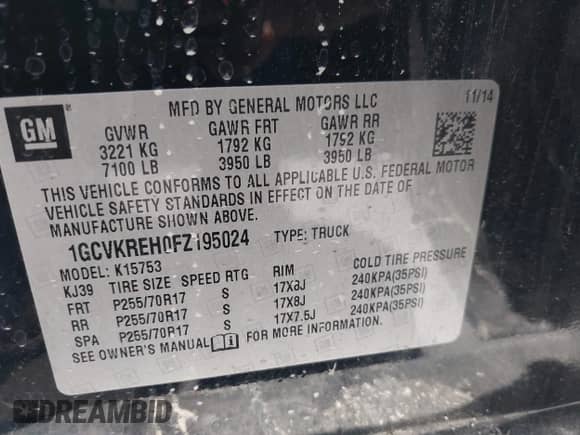 GM ®
MFD BY GENERAL MOTORS LLC 11/14
GVWR GAWR FRT GAWR RR
3221 KG 1792 KG 1792 KG
7100 LB 3950 LB 3950 LB
THIS VEHICLE CONFORMS TO ALL APPLICABLE U.S. FEDERAL MOTOR
VEHICLE SAFETY STANDARDS IN EFFECT ON THE DATE OF
MANUFACTURE SHOWN ABOVE.
1GCVKREH0FZ195024 TYPE: TRUCK
MODEL: K15753
KJ39 TIRE SIZE SPEED RTG RIM COLD TIRE PRESSURE
FRT P255/70R17 S 17X8J 240KPA(35PSI)
RR P255/70R17 S 17X8J 240KPA(35PSI)
SPA P255/70R17 S 17X7.5J 240KPA(35PSI)
SEE OWNER'S MANUAL FOR ADDITIONAL INFORMATION.
DREAMBID